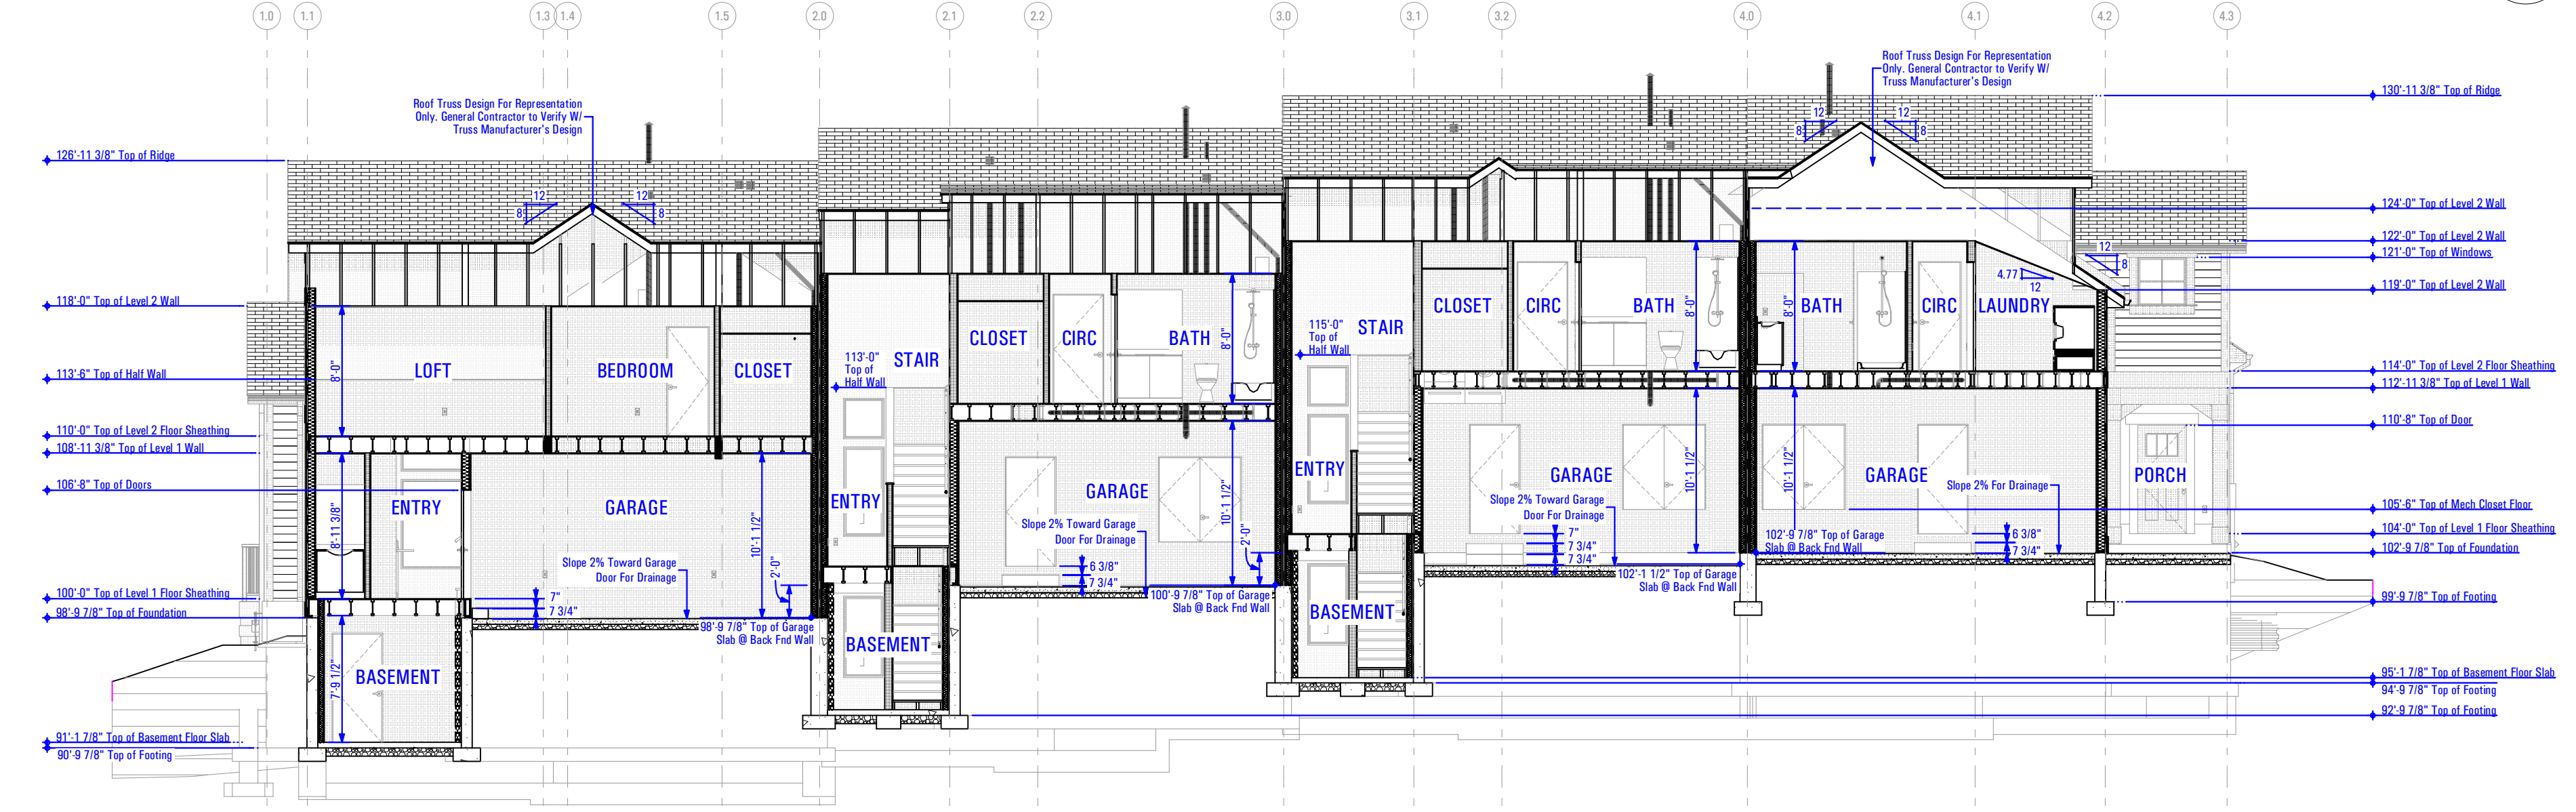 1.0 1.1 1.3 1.4 1.5 2.0 2.1 2.2 3.0 3.1 3.2 4.0 4.1 4.2 4.3
Roof Truss Design For Representation
Only. General Contractor to Verify W/
Truss Manufacturer's Design
Roof Truss Design For Representation
Only. General Contractor to Verify W/
Truss Manufacturer's Design
126'-11 3/8" Top of Ridge
118'-0" Top of Level 2 Wall
113'-6" Top of Half Wall
110'-0" Top of Level 2 Floor Sheathing
108'-11 3/8" Top of Level 1 Wall
106'-8" Top of Doors
100'-0" Top of Level 1 Floor Sheathing
98'-9 7/8" Top of Foundation
91'-1 7/8" Top of Basement Floor Slab
90'-9 7/8" Top of Footing
12
8
12
8
LOFT
BEDROOM
CLOSET
8'-0"
ENTRY
GARAGE
8'-11 3/8"
10'-1 1/2"
2'-0"
Slope 2% Toward Garage
Door For Drainage
7"
7 3/4"
98'-9 7/8" Top of Garage
Slab @ Back Fnd Wall
BASEMENT
7'-9 1/2"
113'-0"
Top of
Half Wall
STAIR
ENTRY
BASEMENT
CLOSET
CIRC
BATH
8'-0"
GARAGE
10'-1 1/2"
2'-0"
Slope 2% Toward Garage
Door For Drainage
6 3/8"
7 3/4"
100'-9 7/8" Top of Garage
Slab @ Back Fnd Wall
115'-0"
Top of
Half Wall
STAIR
ENTRY
BASEMENT
CLOSET
CIRC
BATH
8'-0"
GARAGE
10'-1 1/2"
Slope 2% Toward Garage
Door For Drainage
7"
7 3/4"
7 3/4"
102'-1 1/2" Top of Garage
Slab @ Back Fnd Wall
12
8
12
8
8'-0"
BATH
CIRC
LAUNDRY
4.77
12
12
8
10'-1 1/2"
GARAGE
Slope 2% For Drainage
102'-9 7/8" Top of Garage
Slab @ Back Fnd Wall
6 3/8"
7 3/4"
PORCH
130'-11 3/8" Top of Ridge
124'-0" Top of Level 2 Wall
122'-0" Top of Level 2 Wall
121'-0" Top of Windows
119'-0" Top of Level 2 Wall
114'-0" Top of Level 2 Floor Sheathing
112'-11 3/8" Top of Level 1 Wall
110'-8" Top of Door
105'-6" Top of Mech Closet Floor
104'-0" Top of Level 1 Floor Sheathing
102'-9 7/8" Top of Foundation
99'-9 7/8" Top of Footing
95'-1 7/8" Top of Basement Floor Slab
94'-9 7/8" Top of Footing
92'-9 7/8" Top of Footing